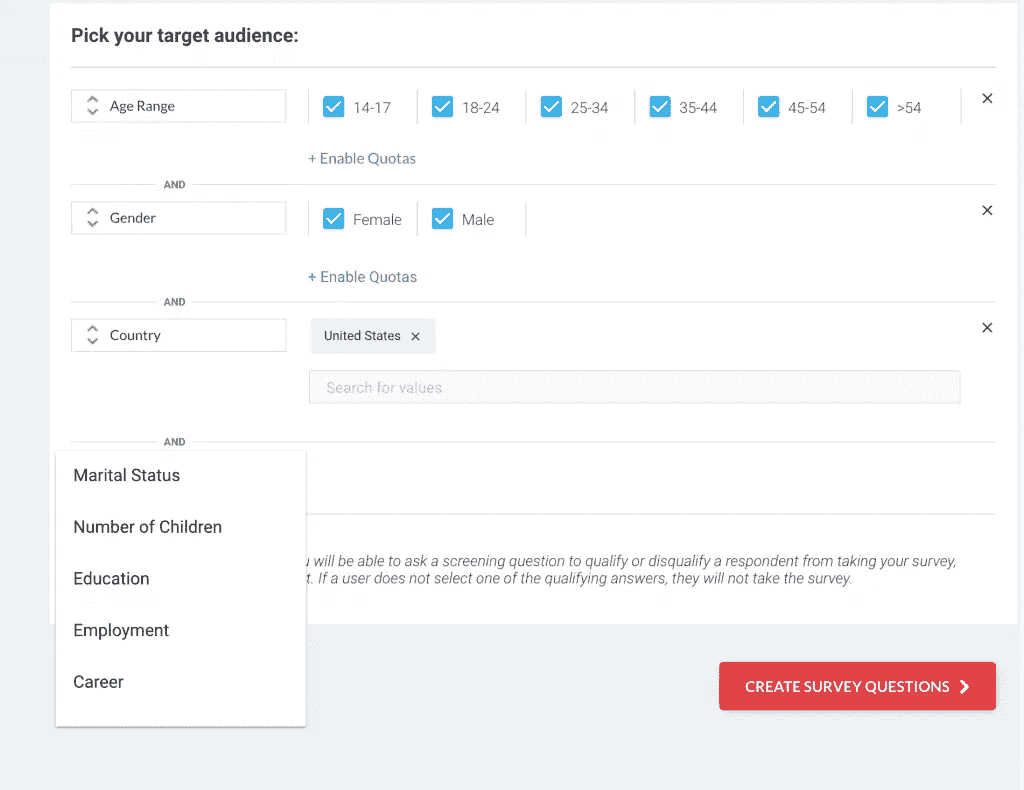 Pick your target audience:
Age Range 14-17 18-24 25-34 35-44 45-54 >54
+ Enable Quotas
AND
Gender Female Male
+ Enable Quotas
AND
Country United States
Search for values
AND
Marital Status
Number of Children
Education
will be able to ask a screening question to qualify or disqualify a respondent from taking your survey,
If a user does not select one of the qualifying answers, they will not take the survey.
Employment
Career
CREATE SURVEY QUESTIONS